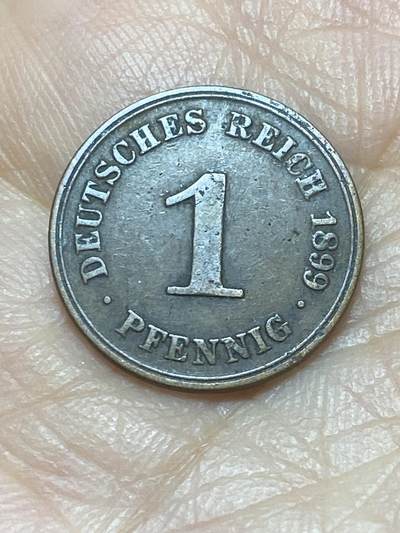 DEUTSCHES REICH 1899
1
· PFENNIG ·